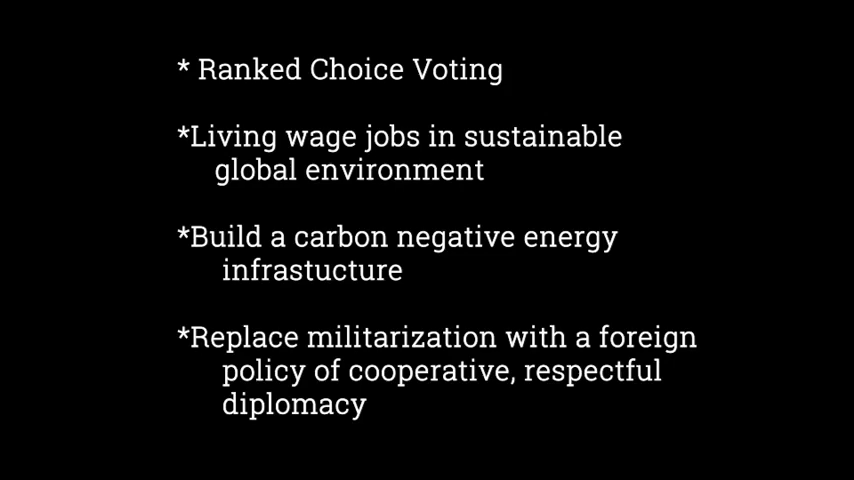 * Ranked Choice Voting
*Living wage jobs in sustainable
global environment
*Build a carbon negative energy
infrastucture
*Replace militarization with a foreign
policy of cooperative, respectful
diplomacy